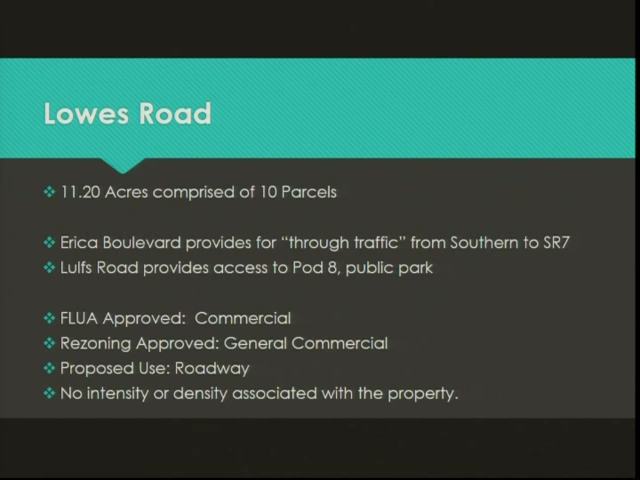 Lowes Road
11.20 Acres comprised of 10 Parcels
Erica Boulevard provides for “through traffic” from Southern to SR7
Lulfs Road provides access to Pod 8, public park
FLUA Approved: Commercial
Rezoning Approved: General Commercial
Proposed Use: Roadway
No intensity or density associated with the property.